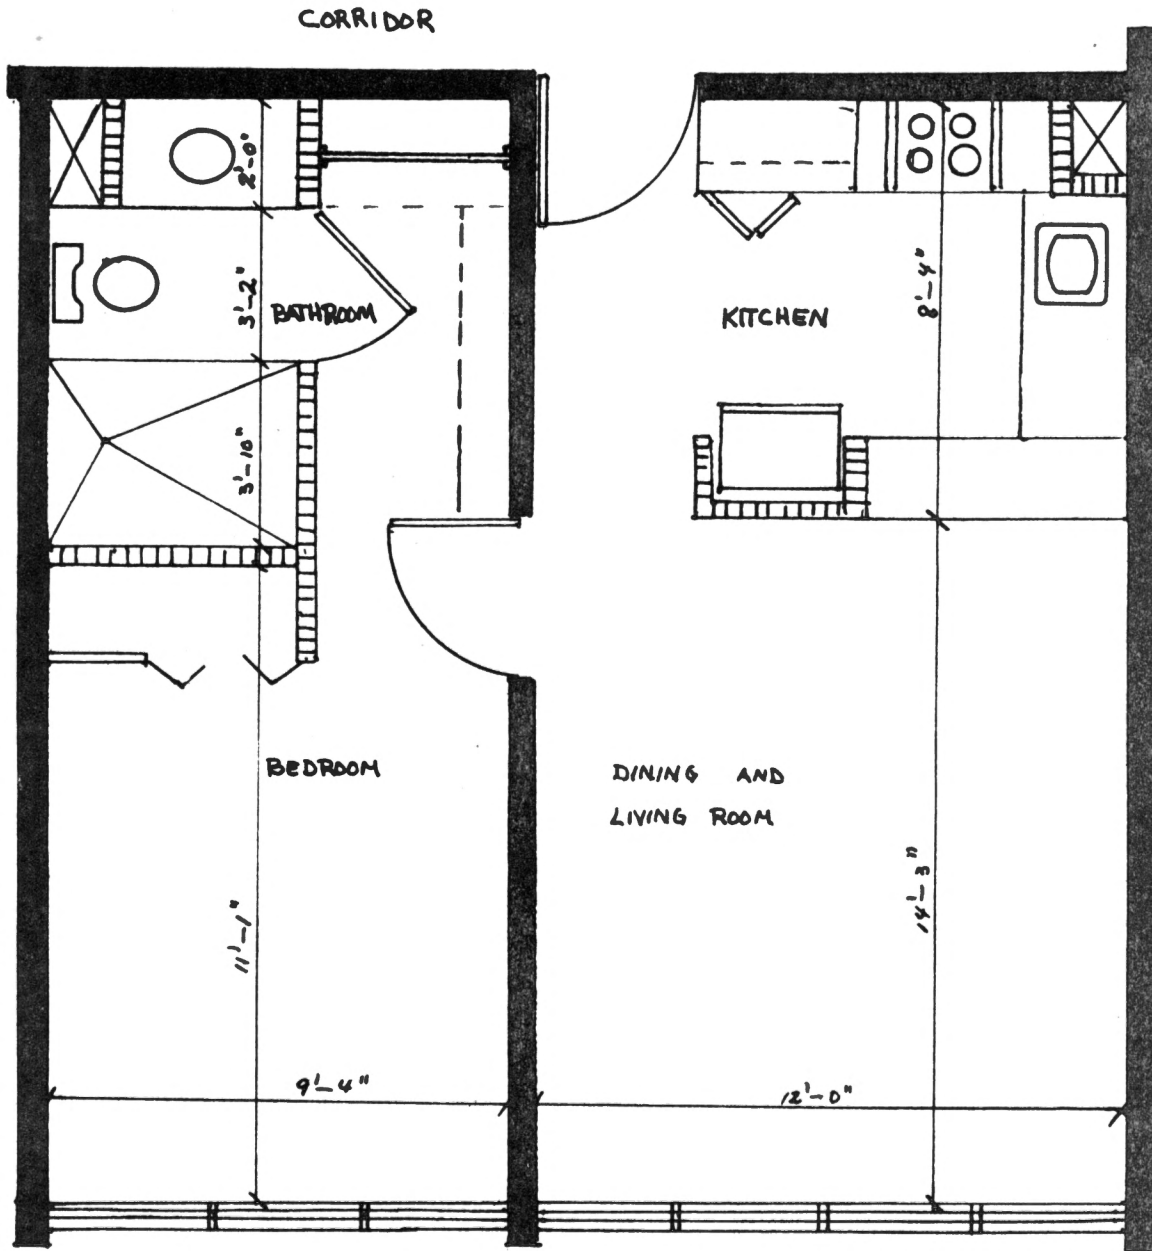 CORRIDOR
2'-0"
3'-2"
BATHROOM
KITCHEN
8'-4"
3'-10"
BEDROOM
DINING AND
LIVING ROOM
11'-1"
14'-3"
9'-4"
12'-0"